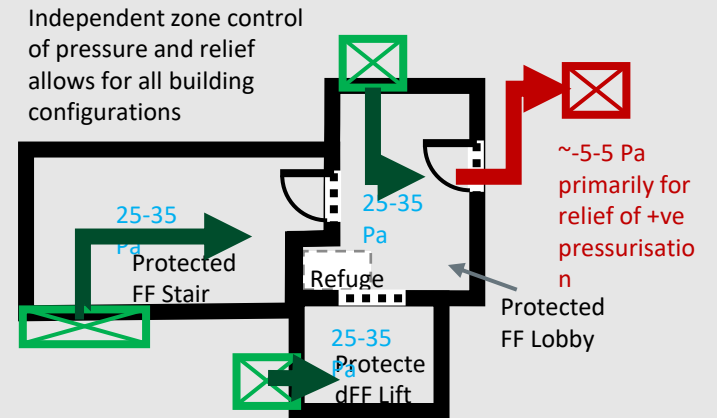 Independent zone control
of pressure and relief
allows for all building
configurations
~-5-5 Pa
primarily for
relief of +ve
pressurisatio
n
25-35
Pa
25-35
Pa
Protected
FF Stair
Refuge
Protected
FF Lobby
25-35
Pa
Protecte
dFF Lift